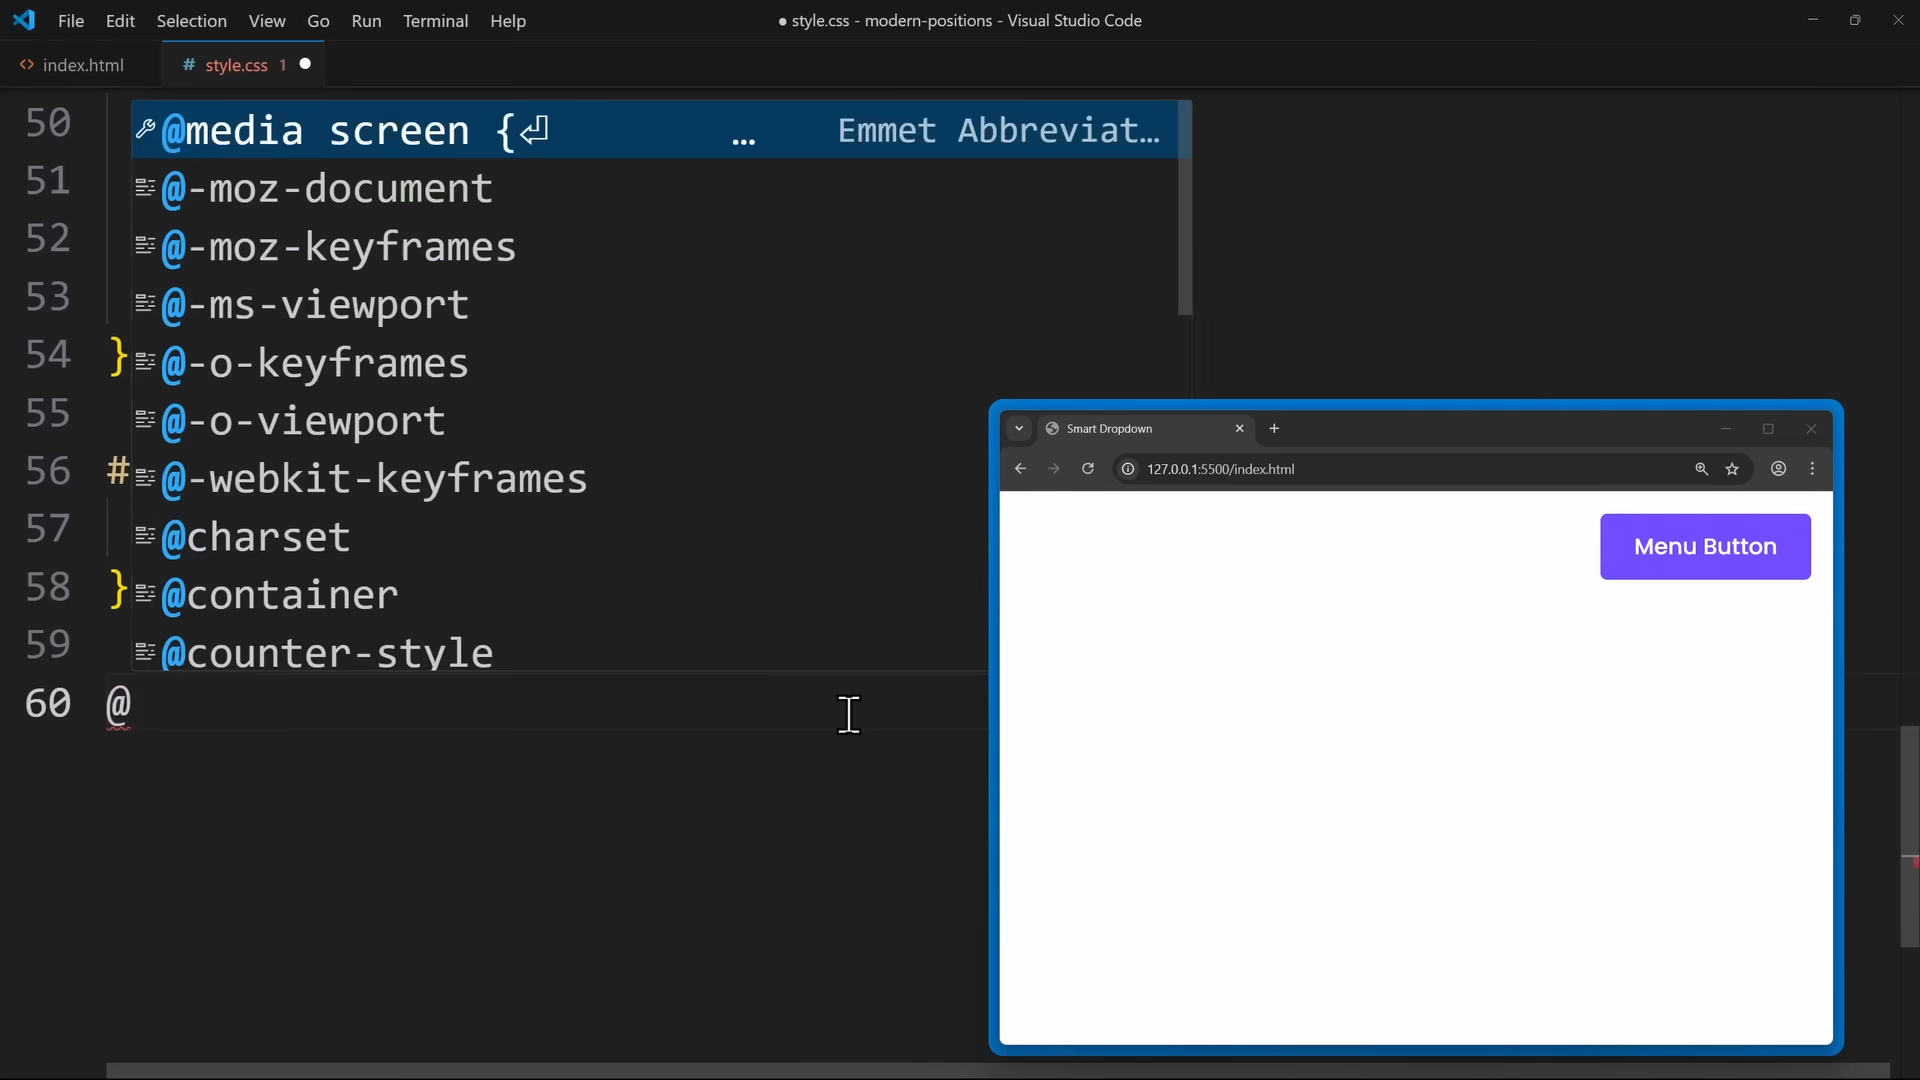 File Edit Selection View Go Run Terminal Help
● style.css - modern-positions - Visual Studio Code
<> index.html
# style.css 1 ●
50 @media screen {⏎ … Emmet Abbreviat…
51 @-moz-document
52 @-moz-keyframes
53 @-ms-viewport
54 } @-o-keyframes
55 @-o-viewport
56 # @-webkit-keyframes
57 @charset
58 } @container
59 @counter-style
60 @
Smart Dropdown
127.0.0.1:5500/index.html
Menu Button